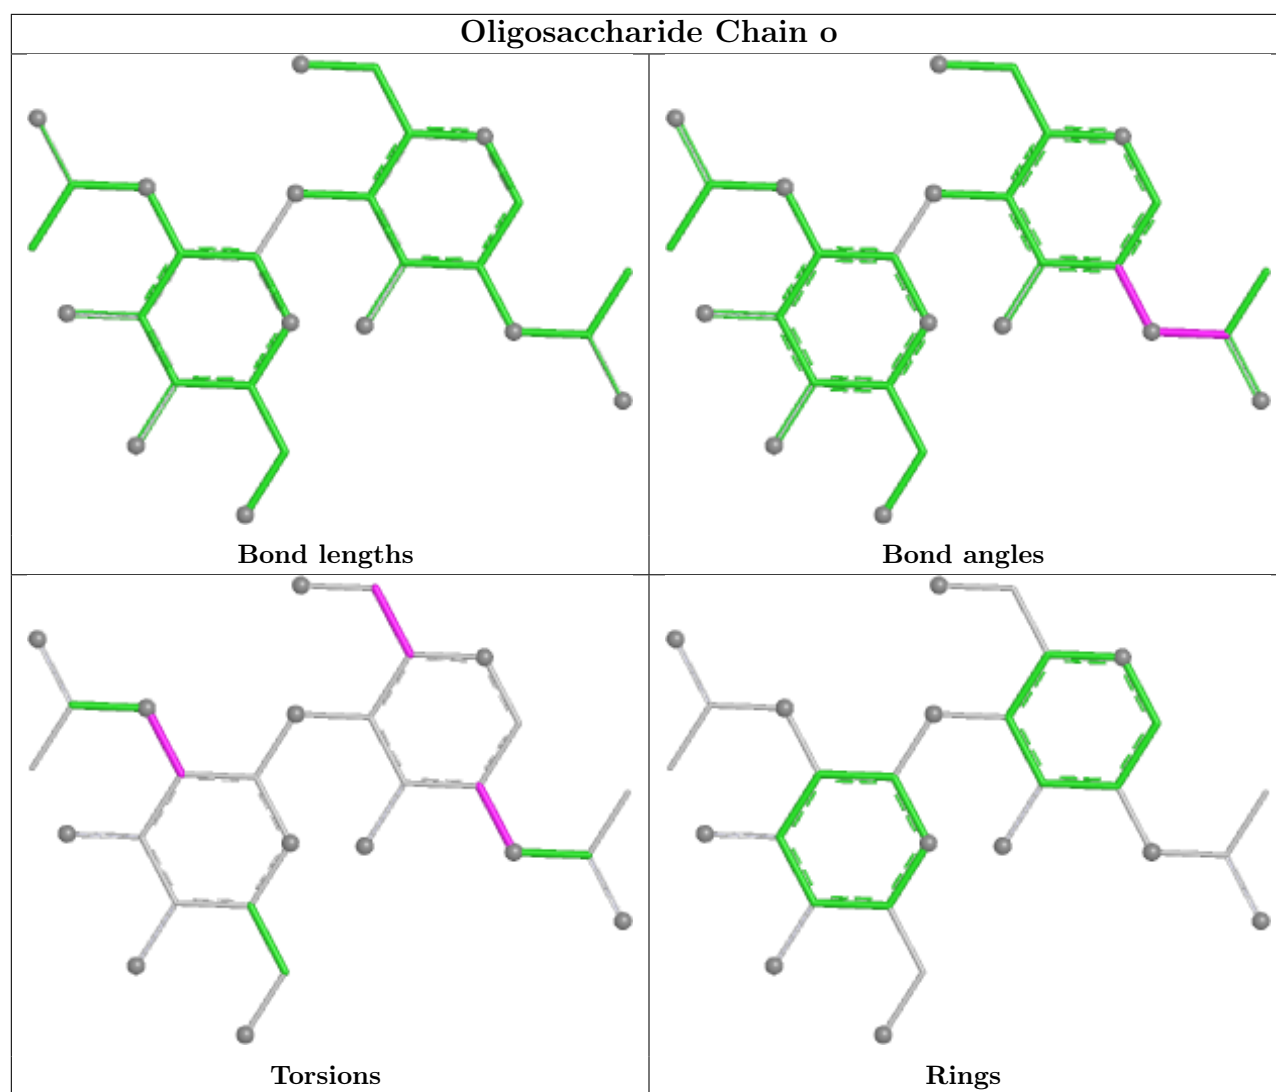 Oligosaccharide Chain o
Bond lengths
Bond angles
Torsions
Rings